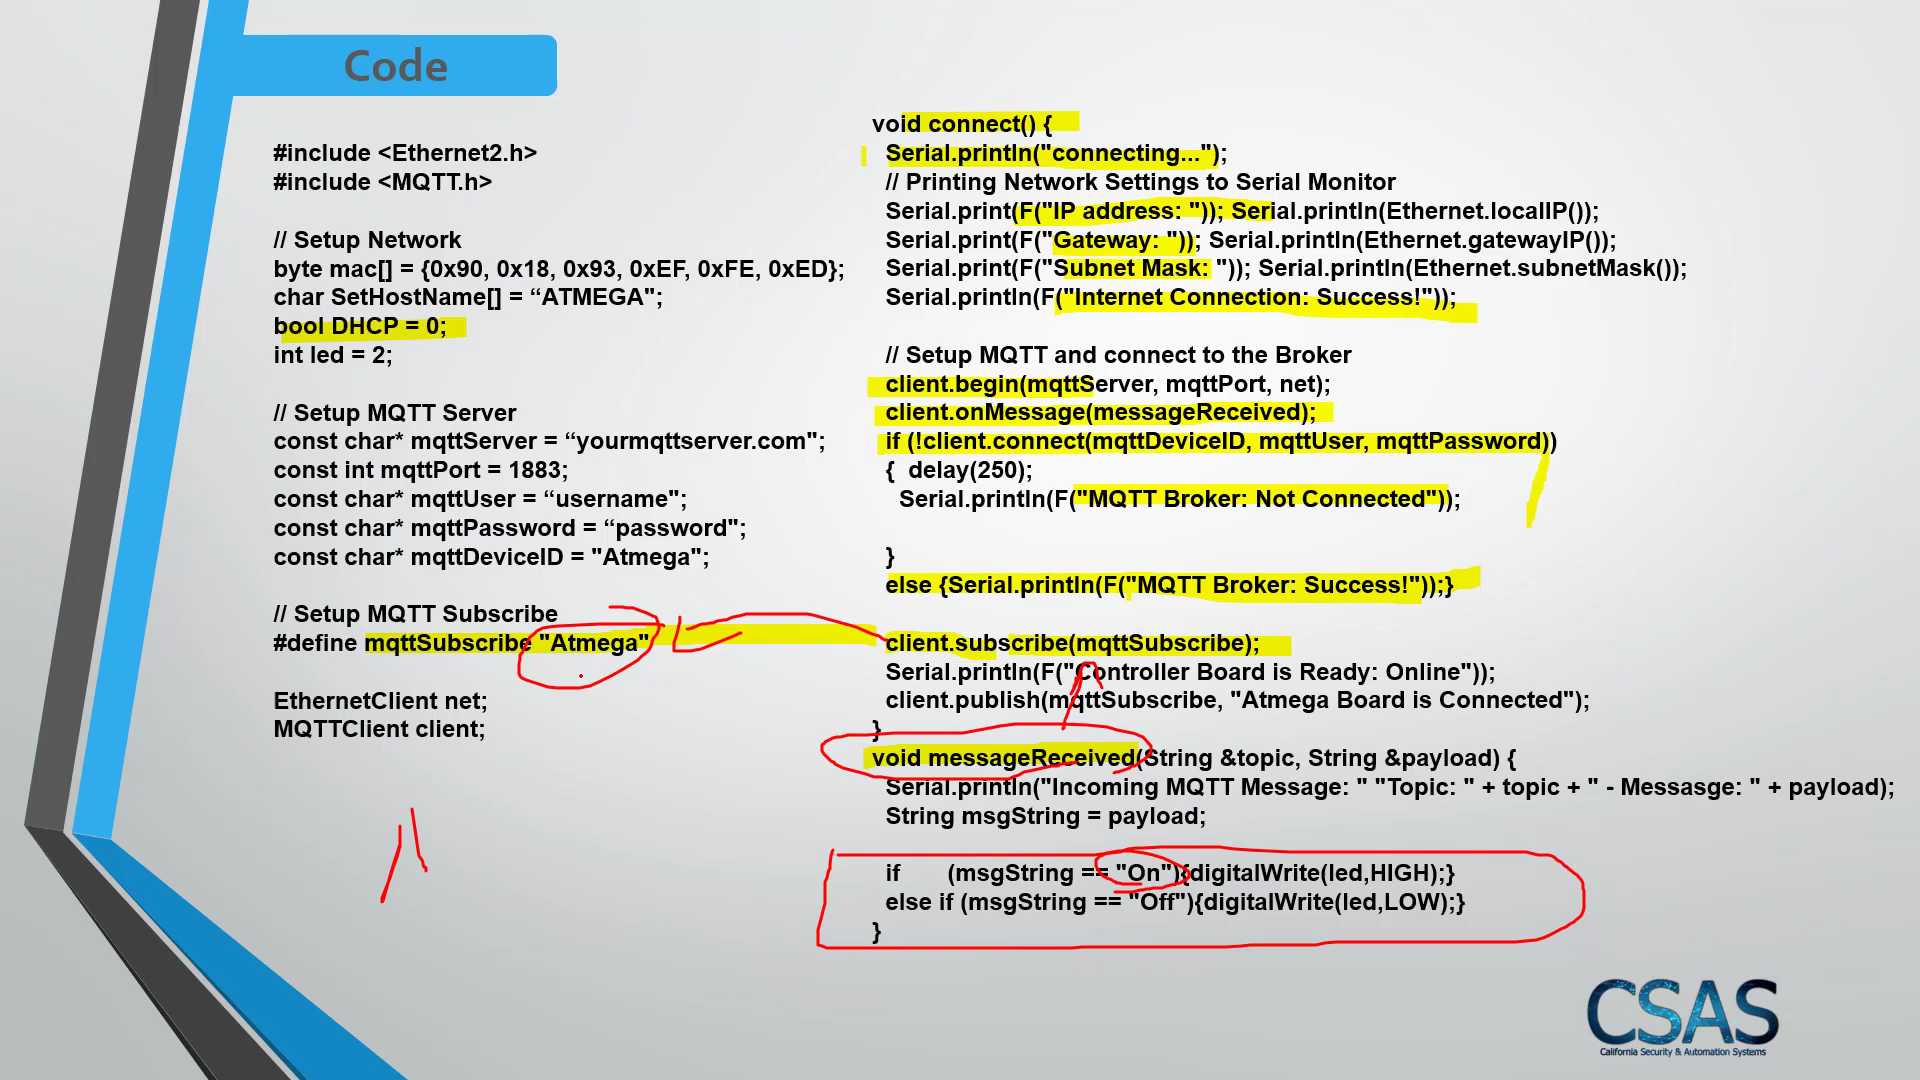 Code
#include <Ethernet2.h>
#include <MQTT.h>
// Setup Network
byte mac[] = {0x90, 0x18, 0x93, 0xEF, 0xFE, 0xED};
char SetHostName[] = “ATMEGA";
bool DHCP = 0;
int led = 2;
// Setup MQTT Server
const char* mqttServer = “yourmqttserver.com";
const int mqttPort = 1883;
const char* mqttUser = “username";
const char* mqttPassword = “password";
const char* mqttDeviceID = "Atmega";
// Setup MQTT Subscribe
#define mqttSubscribe "Atmega"
EthernetClient net;
MQTTClient client;
void connect() {
Serial.println("connecting...");
// Printing Network Settings to Serial Monitor
Serial.print(F("IP address: ")); Serial.println(Ethernet.localIP());
Serial.print(F("Gateway: ")); Serial.println(Ethernet.gatewayIP());
Serial.print(F("Subnet Mask: ")); Serial.println(Ethernet.subnetMask());
Serial.println(F("Internet Connection: Success!"));
// Setup MQTT and connect to the Broker
client.begin(mqttServer, mqttPort, net);
client.onMessage(messageReceived);
if (!client.connect(mqttDeviceID, mqttUser, mqttPassword))
{ delay(250);
Serial.println(F("MQTT Broker: Not Connected"));
}
else {Serial.println(F("MQTT Broker: Success!"));}
client.subscribe(mqttSubscribe);
Serial.println(F("Controller Board is Ready: Online"));
client.publish(mqttSubscribe, "Atmega Board is Connected");
}
void messageReceived(String &topic, String &payload) {
Serial.println("Incoming MQTT Message: " "Topic: " + topic + " - Messasge: " + payload);
String msgString = payload;
if (msgString == "On"){digitalWrite(led,HIGH);}
else if (msgString == "Off"){digitalWrite(led,LOW);}
}
CSAS
California Security & Automation Systems